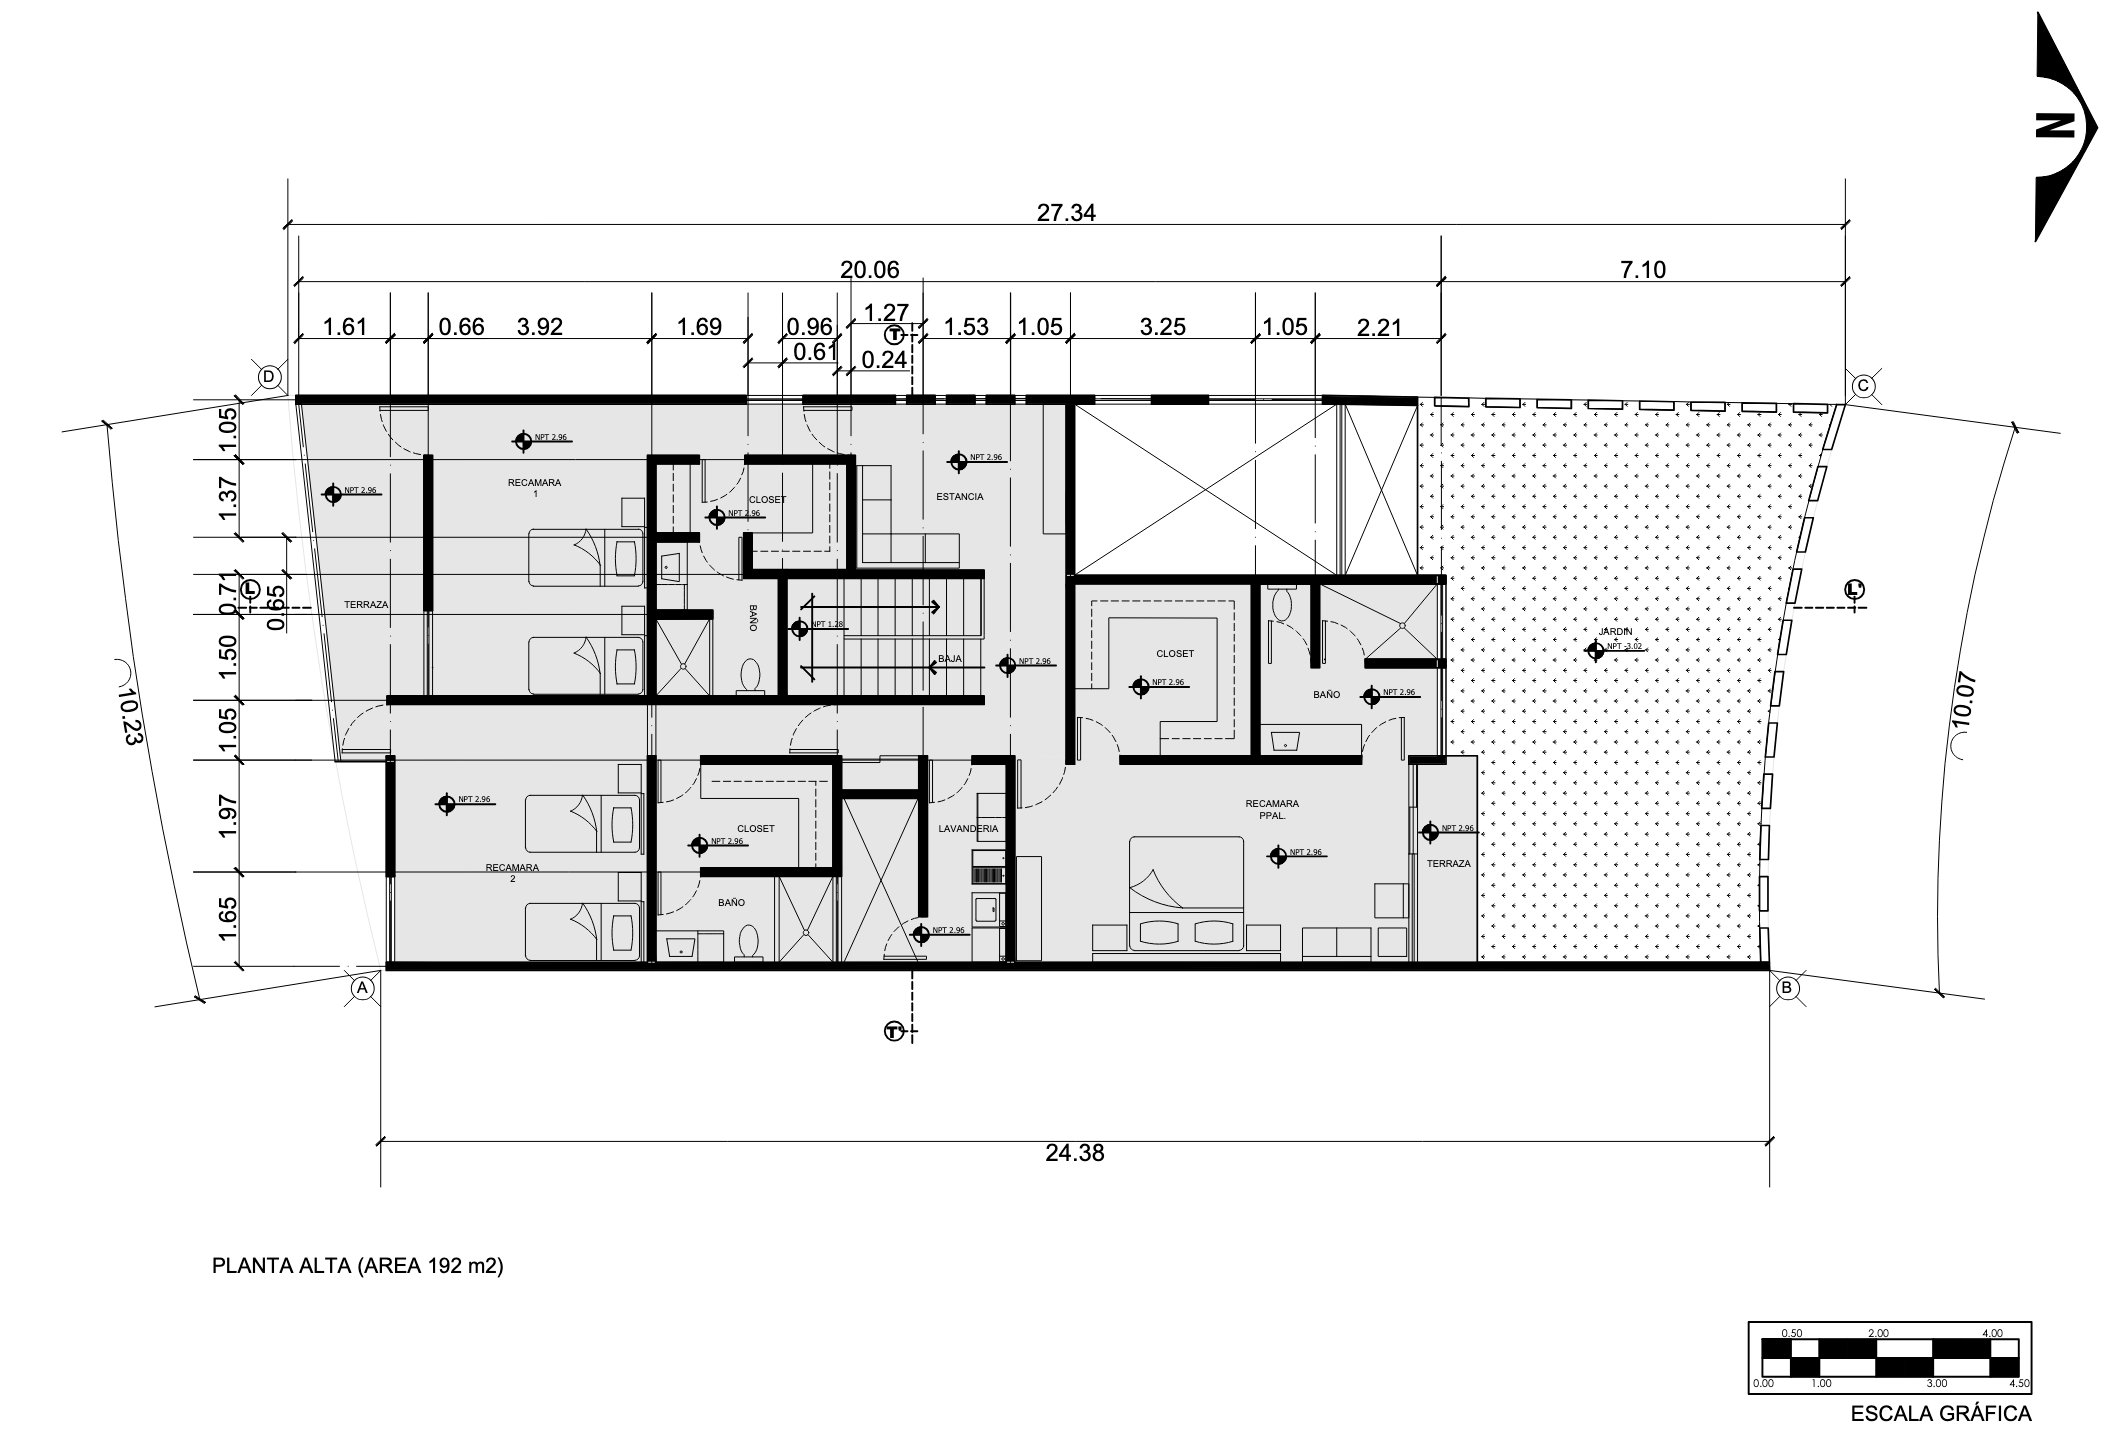 N
27.34
20.06
7.10
1.27
1.61
0.66
3.92
1.69
0.96
T
1.53
1.05
3.25
1.05
2.21
0.61
0.24
D
C
1.05
NPT 2.96
NPT 2.96
RECAMARA
1
1.37
NPT 2.96
CLOSET
ESTANCIA
NPT 2.96
0.71
0.65
L
TERRAZA
BAÑO
NPT 1.28
L'
JARDIN
NPT -3.02
BAJA
NPT 2.96
CLOSET
1.50
NPT 2.96
BAÑO
NPT 2.96
10.23
1.05
10.07
1.97
NPT 2.96
RECAMARA
PPAL.
CLOSET
LAVANDERIA
NPT 2.96
NPT 2.96
NPT 2.96
RECAMARA
2
TERRAZA
1.65
BAÑO
NPT 2.96
A
B
T'
24.38
PLANTA ALTA (AREA 192 m2)
0.50 2.00 4.00
0.00 1.00 3.00 4.50
ESCALA GRÁFICA